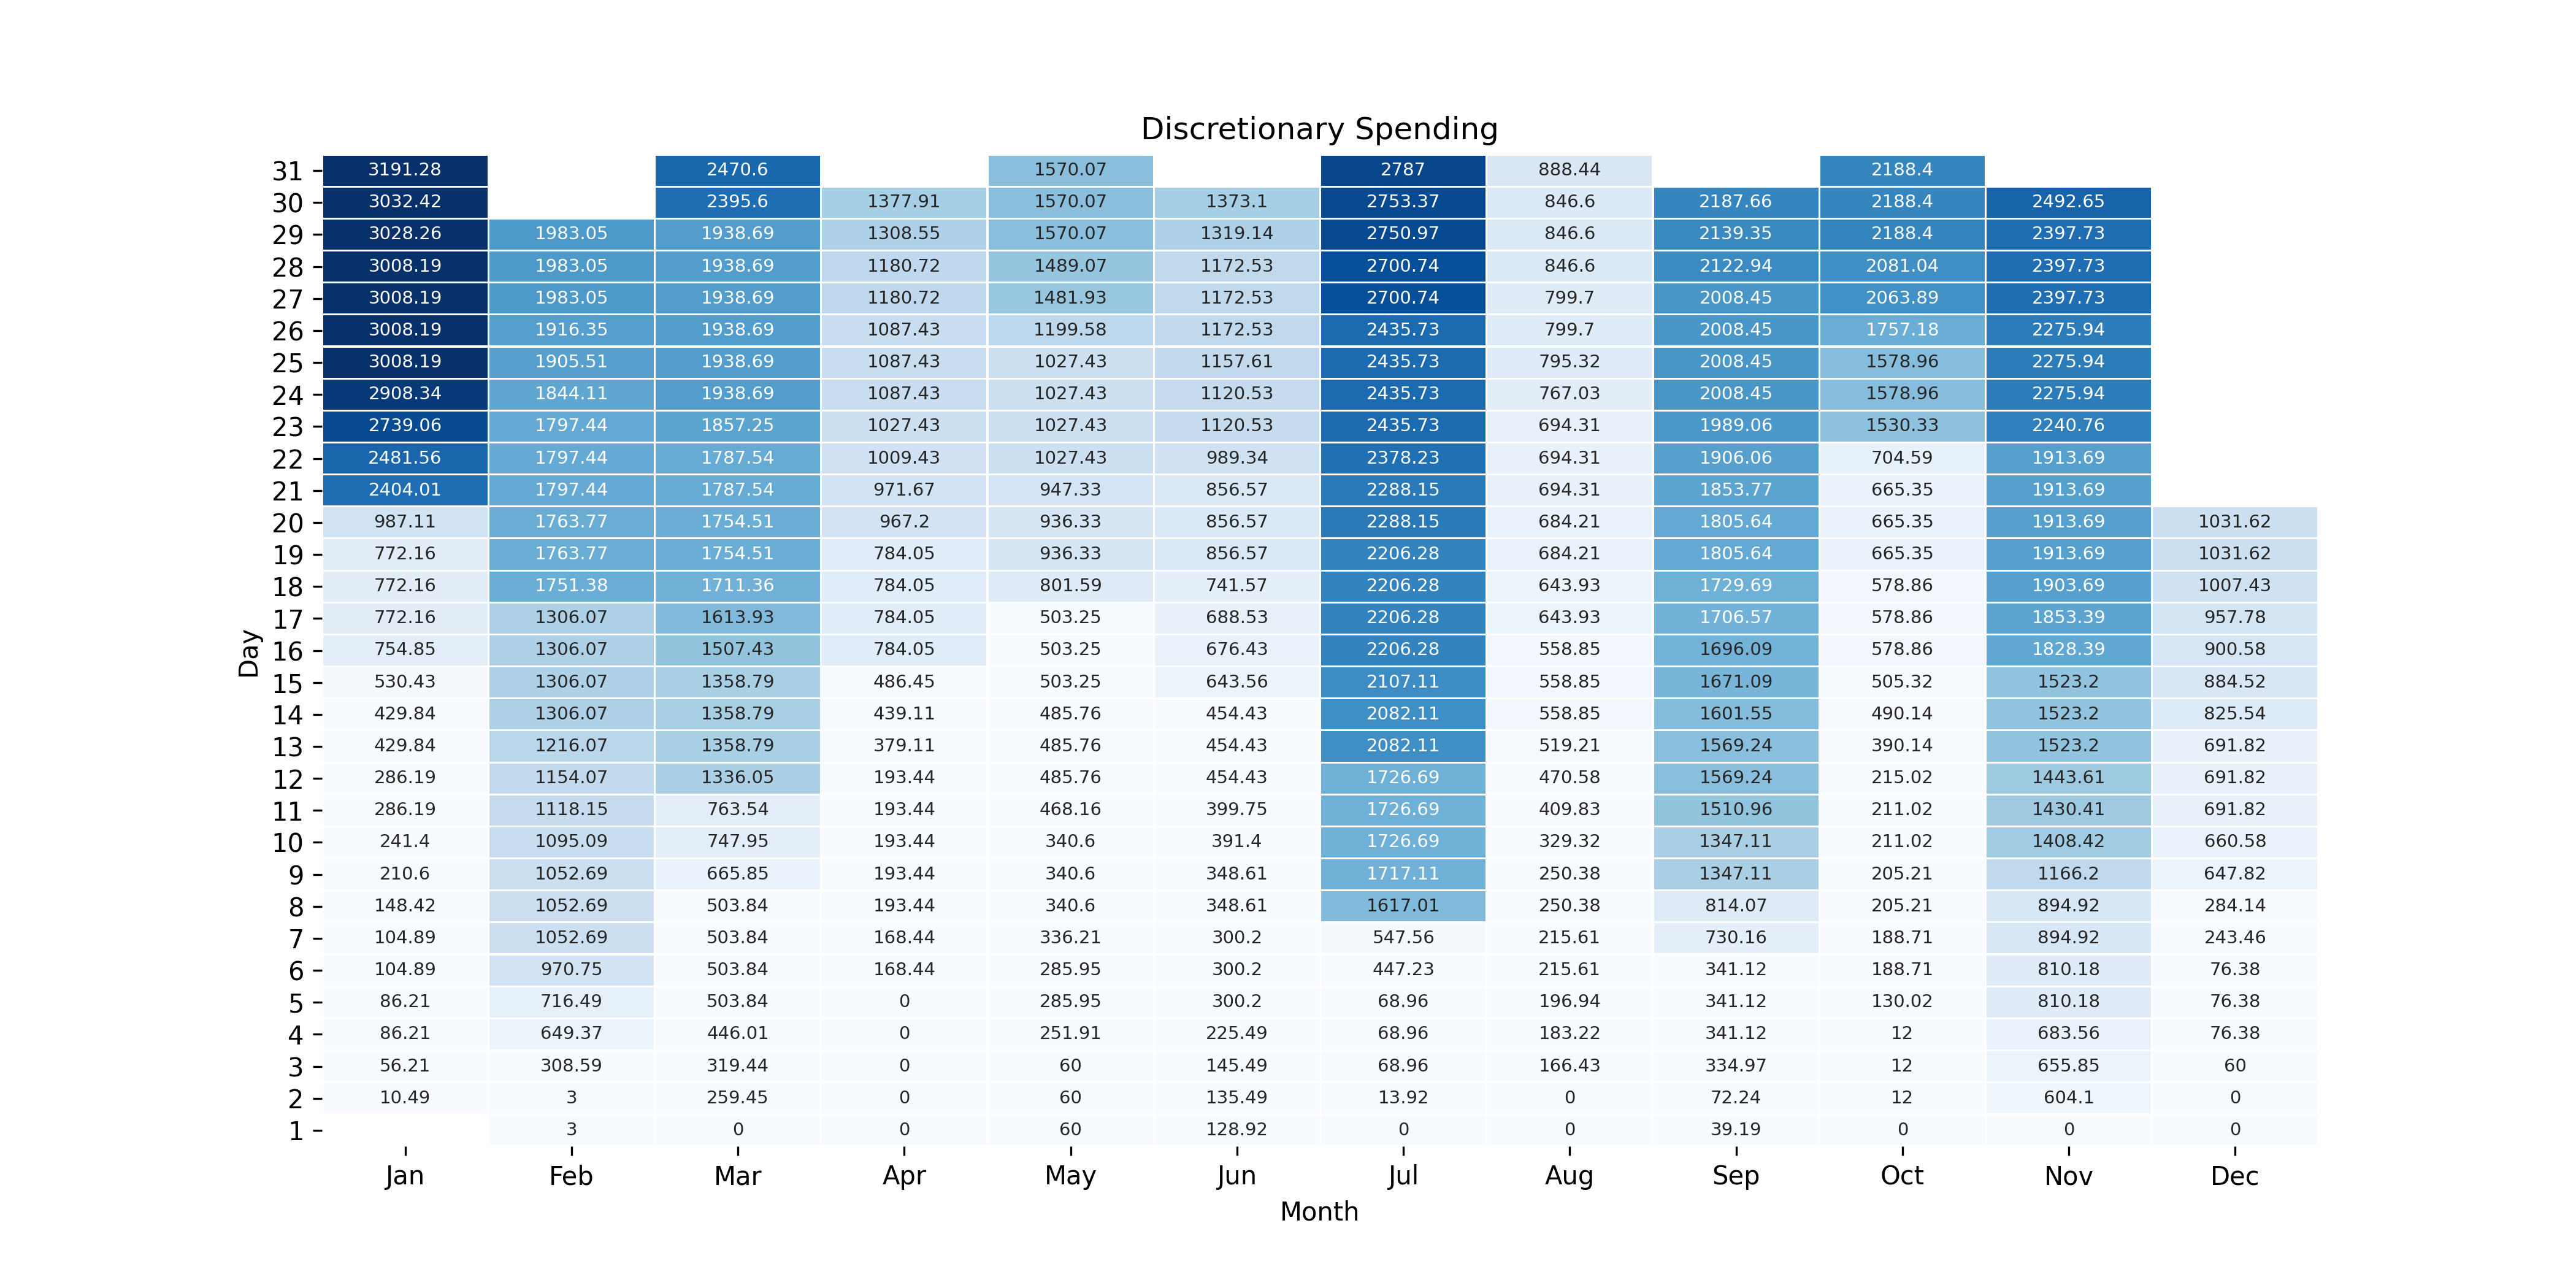 Discretionary Spending
31 3191.28 2470.6 1570.07 2787 888.44 2188.4
30 3032.42 2395.6 1377.91 1570.07 1373.1 2753.37 846.6 2187.66 2188.4 2492.65
29 3028.26 1983.05 1938.69 1308.55 1570.07 1319.14 2750.97 846.6 2139.35 2188.4 2397.73
28 3008.19 1983.05 1938.69 1180.72 1489.07 1172.53 2700.74 846.6 2122.94 2081.04 2397.73
27 3008.19 1983.05 1938.69 1180.72 1481.93 1172.53 2700.74 799.7 2008.45 2063.89 2397.73
26 3008.19 1916.35 1938.69 1087.43 1199.58 1172.53 2435.73 799.7 2008.45 1757.18 2275.94
25 3008.19 1905.51 1938.69 1087.43 1027.43 1157.61 2435.73 795.32 2008.45 1578.96 2275.94
24 2908.34 1844.11 1938.69 1087.43 1027.43 1120.53 2435.73 767.03 2008.45 1578.96 2275.94
23 2739.06 1797.44 1857.25 1027.43 1027.43 1120.53 2435.73 694.31 1989.06 1530.33 2240.76
22 2481.56 1797.44 1787.54 1009.43 1027.43 989.34 2378.23 694.31 1906.06 704.59 1913.69
21 2404.01 1797.44 1787.54 971.67 947.33 856.57 2288.15 694.31 1853.77 665.35 1913.69
20 987.11 1763.77 1754.51 967.2 936.33 856.57 2288.15 684.21 1805.64 665.35 1913.69 1031.62
19 772.16 1763.77 1754.51 784.05 936.33 856.57 2206.28 684.21 1805.64 665.35 1913.69 1031.62
18 772.16 1751.38 1711.36 784.05 801.59 741.57 2206.28 643.93 1729.69 578.86 1903.69 1007.43
17 772.16 1306.07 1613.93 784.05 503.25 688.53 2206.28 643.93 1706.57 578.86 1853.39 957.78
16 754.85 1306.07 1507.43 784.05 503.25 676.43 2206.28 558.85 1696.09 578.86 1828.39 900.58
15 530.43 1306.07 1358.79 486.45 503.25 643.56 2107.11 558.85 1671.09 505.32 1523.2 884.52
14 429.84 1306.07 1358.79 439.11 485.76 454.43 2082.11 558.85 1601.55 490.14 1523.2 825.54
13 429.84 1216.07 1358.79 379.11 485.76 454.43 2082.11 519.21 1569.24 390.14 1523.2 691.82
12 286.19 1154.07 1336.05 193.44 485.76 454.43 1726.69 470.58 1569.24 215.02 1443.61 691.82
11 286.19 1118.15 763.54 193.44 468.16 399.75 1726.69 409.83 1510.96 211.02 1430.41 691.82
10 241.4 1095.09 747.95 193.44 340.6 391.4 1726.69 329.32 1347.11 211.02 1408.42 660.58
9 210.6 1052.69 665.85 193.44 340.6 348.61 1717.11 250.38 1347.11 205.21 1166.2 647.82
8 148.42 1052.69 503.84 193.44 340.6 348.61 1617.01 250.38 814.07 205.21 894.92 284.14
7 104.89 1052.69 503.84 168.44 336.21 300.2 547.56 215.61 730.16 188.71 894.92 243.46
6 104.89 970.75 503.84 168.44 285.95 300.2 447.23 215.61 341.12 188.71 810.18 76.38
5 86.21 716.49 503.84 0 285.95 300.2 68.96 196.94 341.12 130.02 810.18 76.38
4 86.21 649.37 446.01 0 251.91 225.49 68.96 183.22 341.12 12 683.56 76.38
3 56.21 308.59 319.44 0 60 145.49 68.96 166.43 334.97 12 655.85 60
2 10.49 3 259.45 0 60 135.49 13.92 0 72.24 12 604.1 0
1 3 0 0 60 128.92 0 0 39.19 0 0 0
Day
Jan Feb Mar Apr May Jun Jul Aug Sep Oct Nov Dec
Month